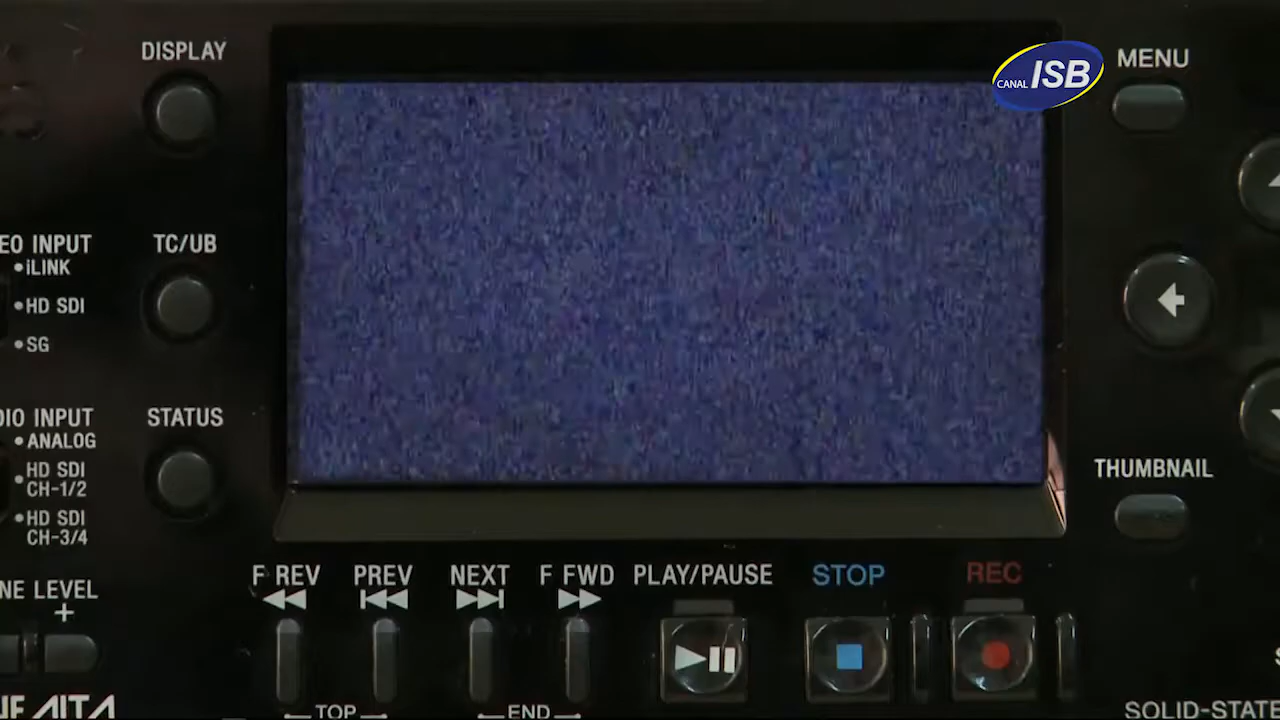 DISPLAY
CANAL ISB
MENU
EO INPUT
•iLINK
•HD SDI
•SG
TC/UB
DIO INPUT
•ANALOG
•HD SDI
CH-1/2
•HD SDI
CH-3/4
STATUS
THUMBNAIL
NE LEVEL
+
F REV
PREV
NEXT
F FWD
PLAY/PAUSE
STOP
REC
TOP
END
SOLID-STATE